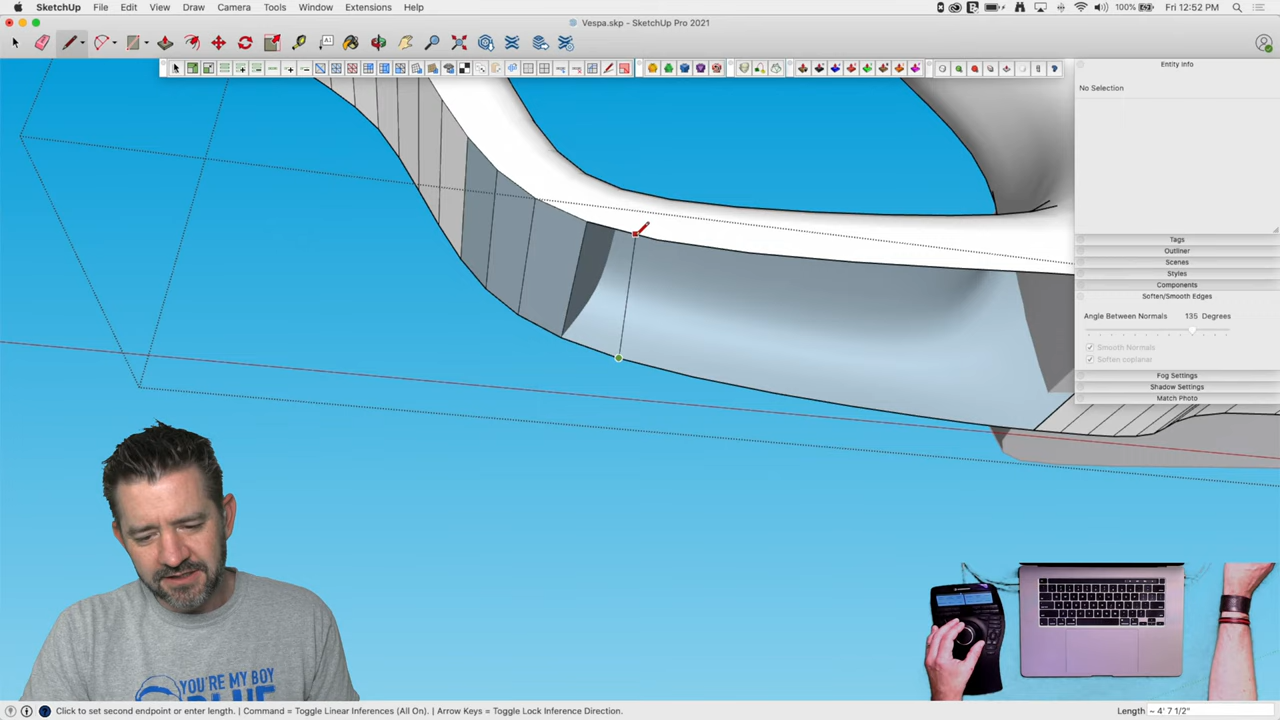 SketchUp File Edit View Draw Camera Tools Window Extensions Help 100% Fri 12:52 PM
Vespa.skp - SketchUp Pro 2021
Entity Info
No Selection
Tags
Outliner
Scenes
Styles
Components
Soften/Smooth Edges
Angle Between Normals 135 Degrees
Smooth Normals
Soften coplanar
Fog Settings
Shadow Settings
Match Photo
YOU'RE MY BOY
BLUE
Click to set second endpoint or enter length. | Command = Toggle Linear Inferences (All On). | Arrow Keys = Toggle Lock Inference Direction. Length ~ 4' 7 1/2"